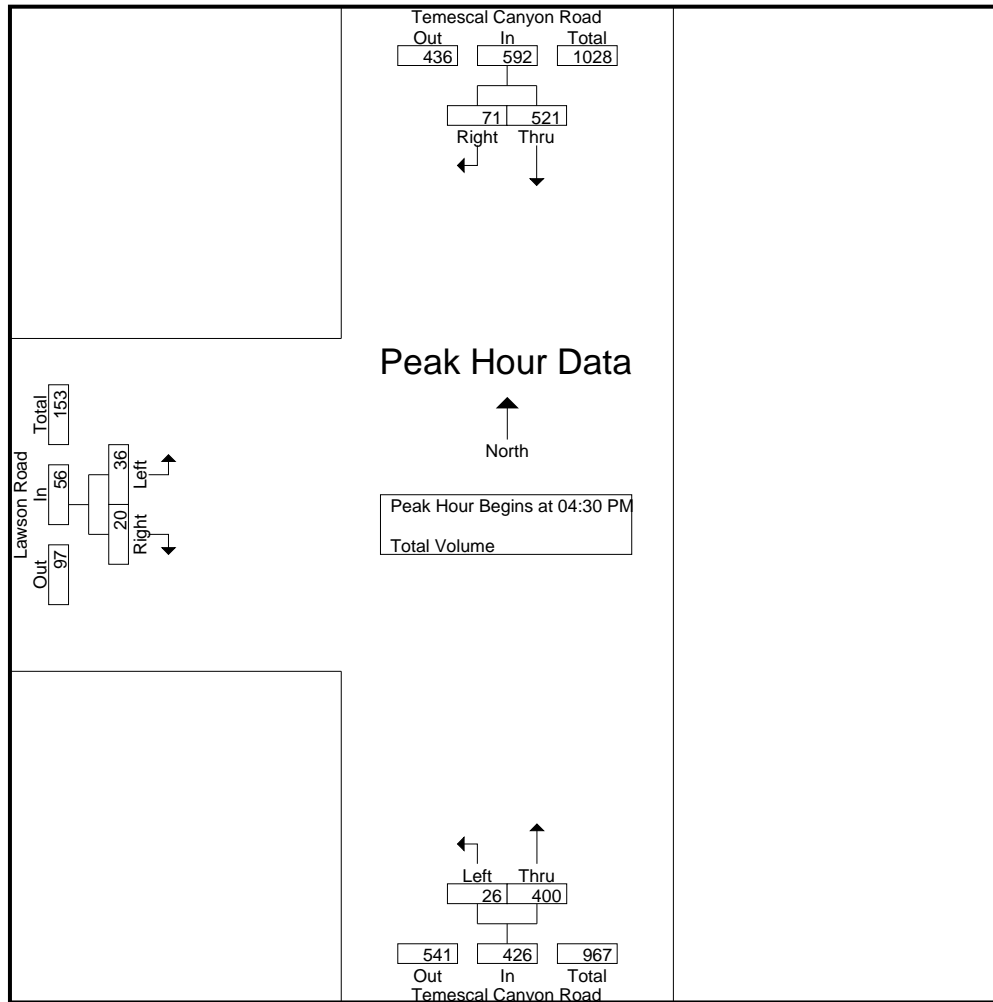 Temescal Canyon Road
Out In Total
436 592 1028
71 521
Right Thru
Peak Hour Data
North
Peak Hour Begins at 04:30 PM
Total Volume
Lawson Road
Out In Total
97 56 153
20 36
Right Left
Left Thru
26 400
541 426 967
Out In Total
Temescal Canyon Road